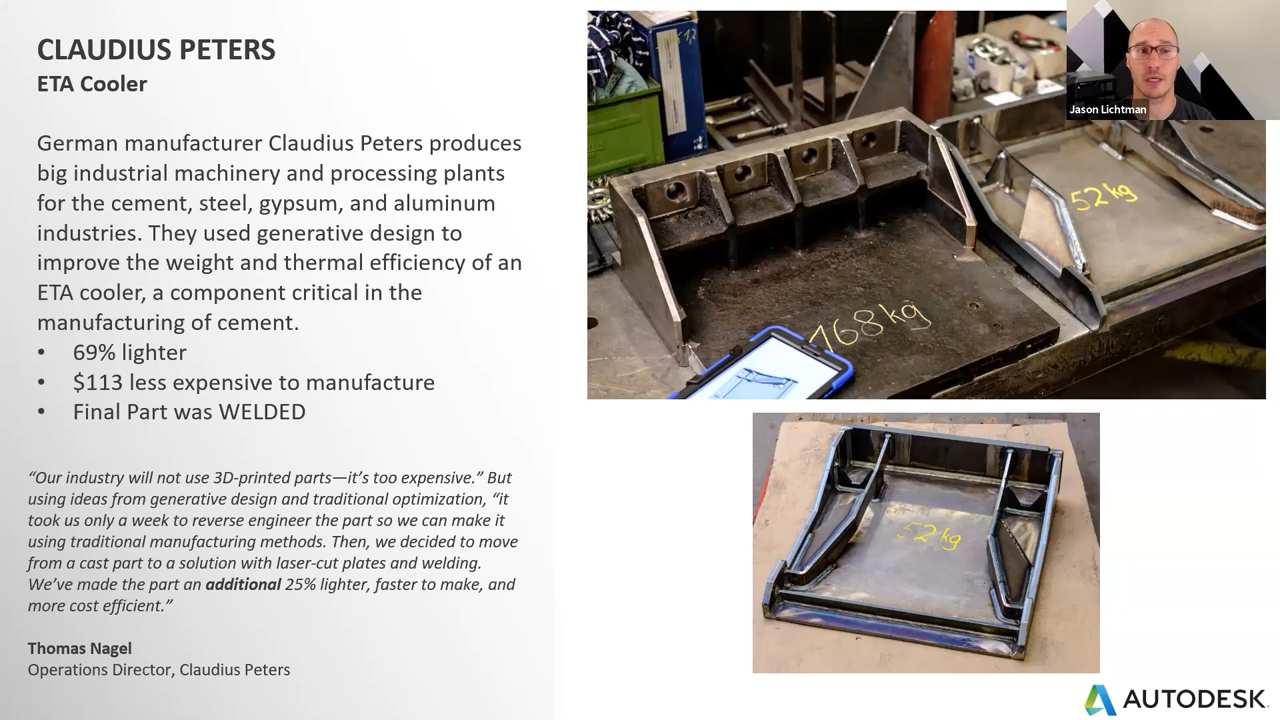 CLAUDIUS PETERS
ETA Cooler
German manufacturer Claudius Peters produces
big industrial machinery and processing plants
for the cement, steel, gypsum, and aluminum
industries. They used generative design to
improve the weight and thermal efficiency of an
ETA cooler, a component critical in the
manufacturing of cement.
• 69% lighter
• $113 less expensive to manufacture
• Final Part was WELDED
“Our industry will not use 3D-printed parts—it’s too expensive.” But
using ideas from generative design and traditional optimization, “it
took us only a week to reverse engineer the part so we can make it
using traditional manufacturing methods. Then, we decided to move
from a cast part to a solution with laser-cut plates and welding.
We’ve made the part an additional 25% lighter, faster to make, and
more cost efficient.”
Thomas Nagel
Operations Director, Claudius Peters
168kg
52kg
52kg
Jason Lichtman
AUTODESK